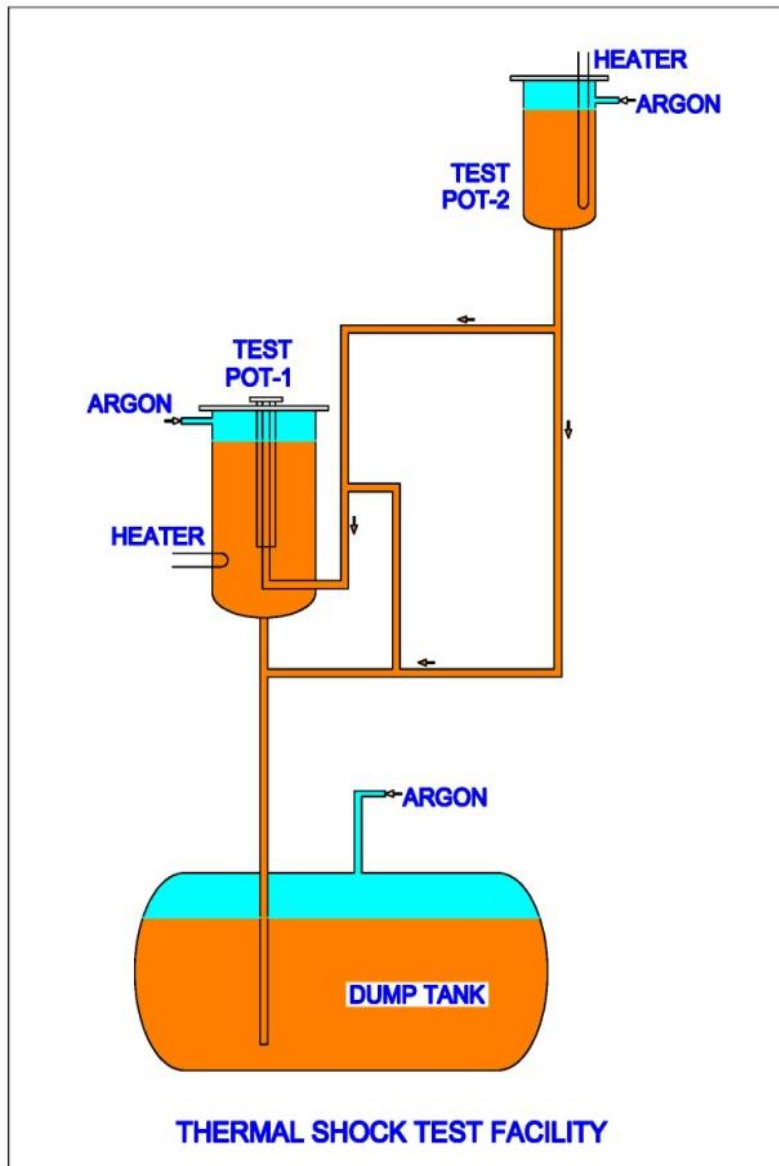 HEATER
ARGON
TEST
POT-2
TEST
POT-1
ARGON
HEATER
ARGON
DUMP TANK
THERMAL SHOCK TEST FACILITY